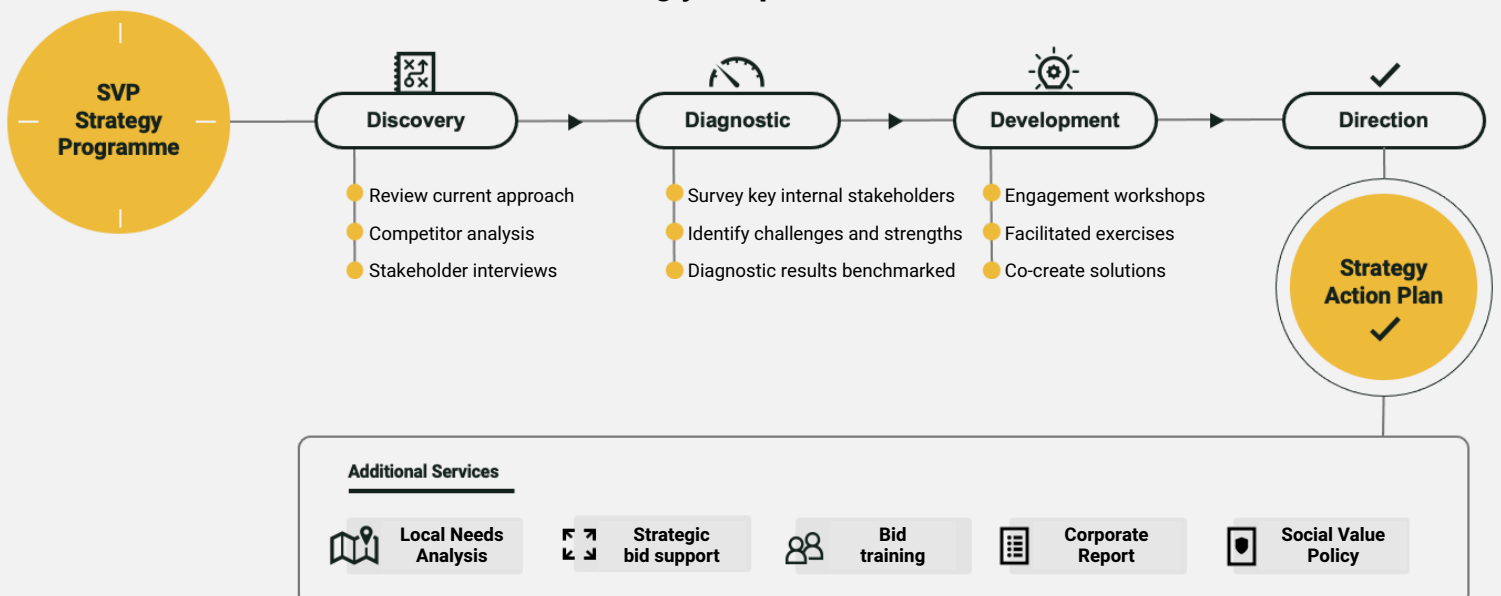 SVP
Strategy
Programme
Discovery
Review current approach
Competitor analysis
Stakeholder interviews
Diagnostic
Survey key internal stakeholders
Identify challenges and strengths
Diagnostic results benchmarked
Development
Engagement workshops
Facilitated exercises
Co-create solutions
Direction
Strategy
Action Plan
Additional Services
Local Needs
Analysis
Strategic
bid support
Bid
training
Corporate
Report
Social Value
Policy